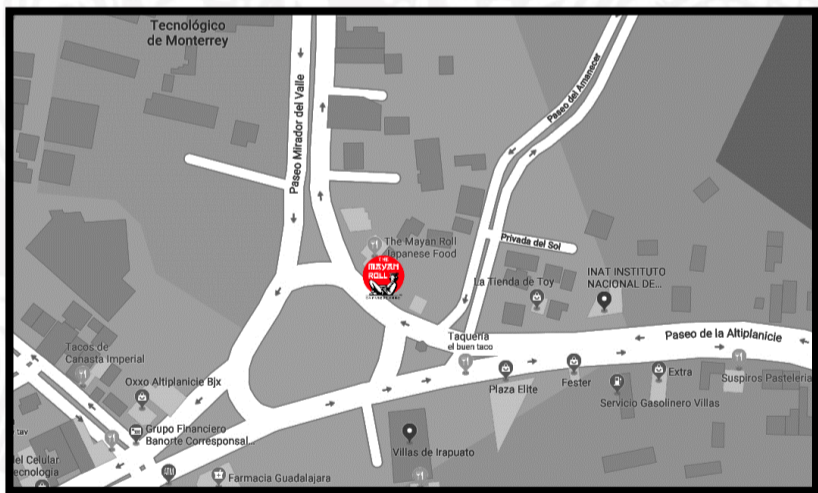 Tecnológico
de Monterrey
Paseo Mirador del Valle
Paseo del Amanecer
Privada del Sol
The Mayan Roll
Japanese Food
THE
MAYAN
ROLL
La Tienda de Toy
INAT INSTITUTO
NACIONAL DE...
Paseo de la Altiplanicie
Taquería
el buen taco
Tacos de
Canasta Imperial
Oxxo Altiplanicie Bjx
Plaza Elite
Fester
Extra
Suspiros Pasteleria
Servicio Gasolinero Villas
Grupo Financiero
Banorte Corresponsal...
Villas de Irapuato
del Celular
ecnología
Farmacia Guadalajara